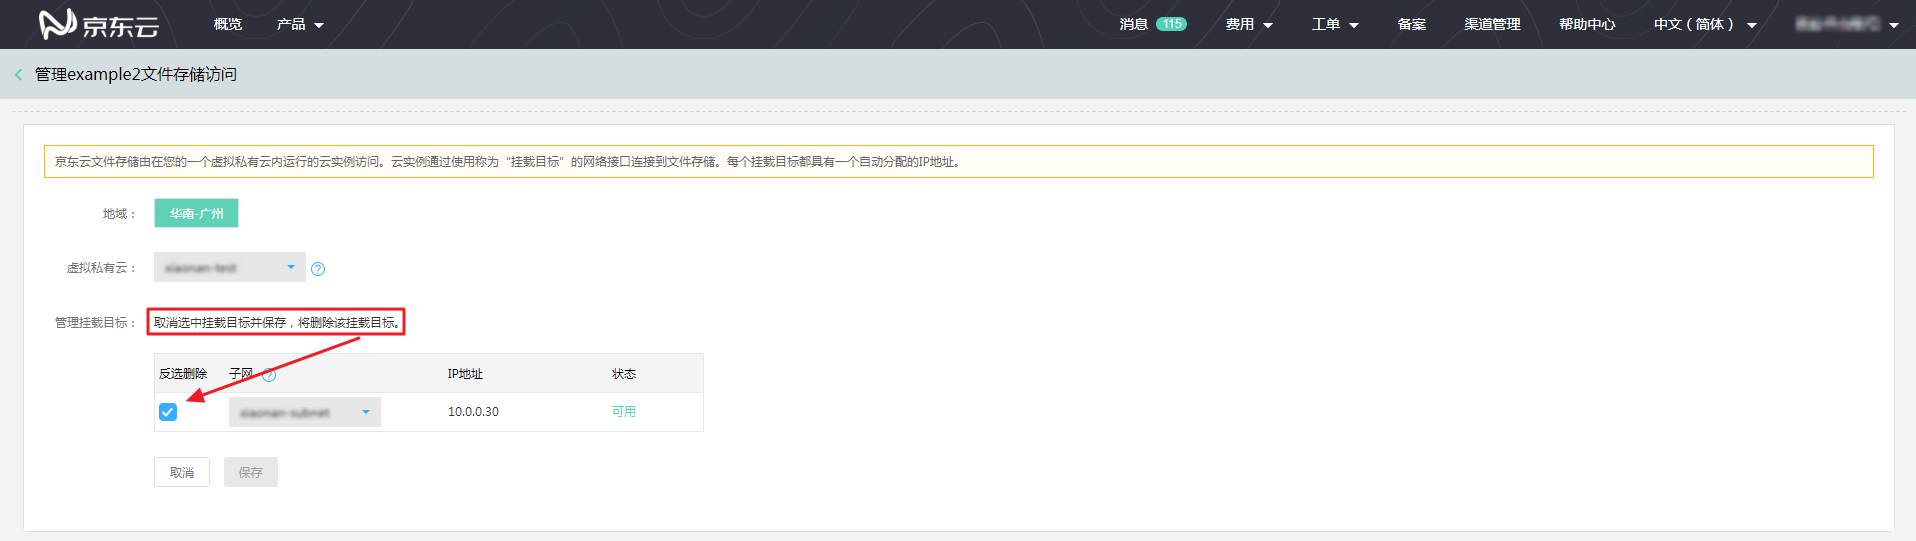 京东云 概览 产品 消息 115 费用 工单 备案 渠道管理 帮助中心 中文（简体）
管理example2文件存储访问
京东云文件存储由在您的一个虚拟私有云内运行的云实例访问。云实例通过使用称为“挂载目标”的网络接口连接到文件存储。每个挂载目标都具有一个自动分配的IP地址。
地域： 华南-广州
虚拟私有云： xiaonan-test
管理挂载目标： 取消选中挂载目标并保存，将删除该挂载目标。
反选删除 子网 IP地址 状态
xiaonan-subnet 10.0.0.30 可用
取消 保存